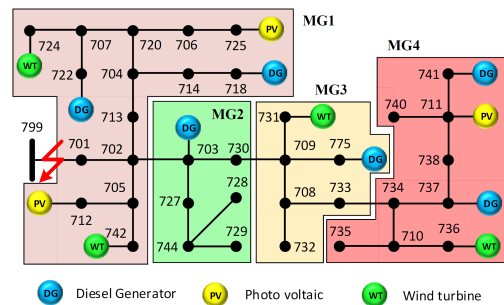 MG1
PV
724
707
720
706
725
MG4
WT
DG
741
DG
722
704
714
718
MG3
740
711
PV
DG
MG2
731
WT
799
713
DG
701
702
703
730
709
775
DG
738
728
PV
705
727
708
733
734
737
DG
712
742
WT
744
729
732
735
710
736
WT
DG Diesel Generator
PV Photo voltaic
WT Wind turbine